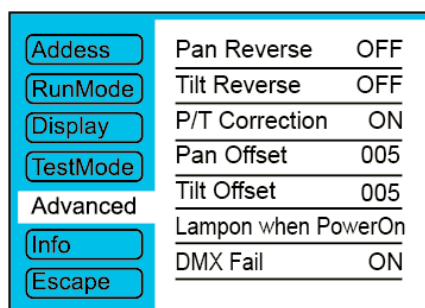 Addess
RunMode
Display
TestMode
Advanced
Info
Escape
Pan Reverse OFF
Tilt Reverse OFF
P/T Correction ON
Pan Offset 005
Tilt Offset 005
Lampon when PowerOn
DMX Fail ON